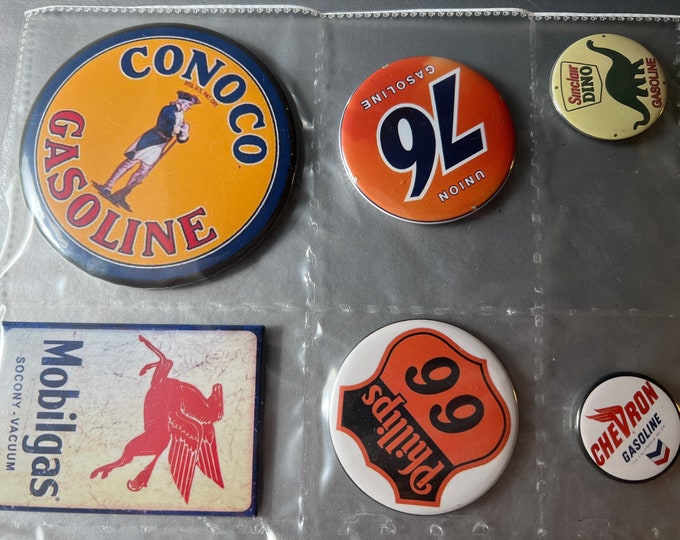 CONOCO
GASOLINE
UNION
76
GASOLINE
Sinclair
DINO
GASOLINE
Mobilgas
SOCONY-VACUUM
Phillips
66
CHEVRON
GASOLINE